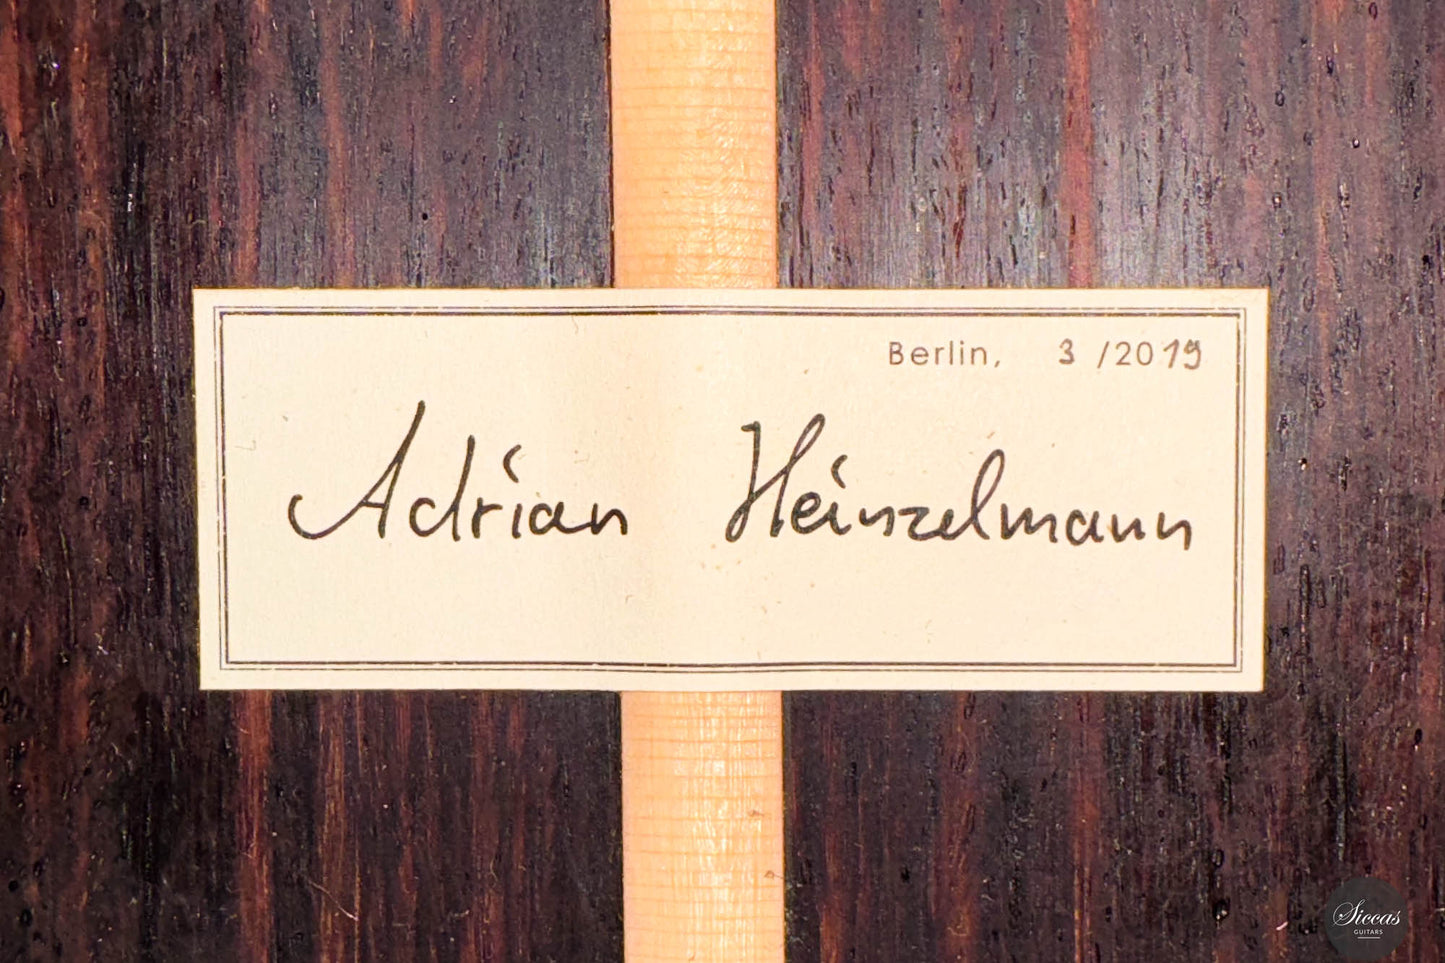 Berlin, 3 /2019
Adrian Heinzelmann
Siccas
GUITARS